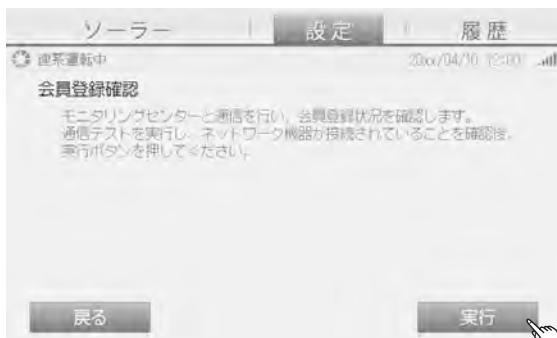 ソーラー 設定 履歴
連系運転中 20xx/04/10 12:00
会員登録確認
モニタリングセンターと通信を行い、会員登録状況を確認します。
通信テストを実行し、ネットワーク機器が接続されていることを確認後、
実行ボタンを押してください。
戻る 実行